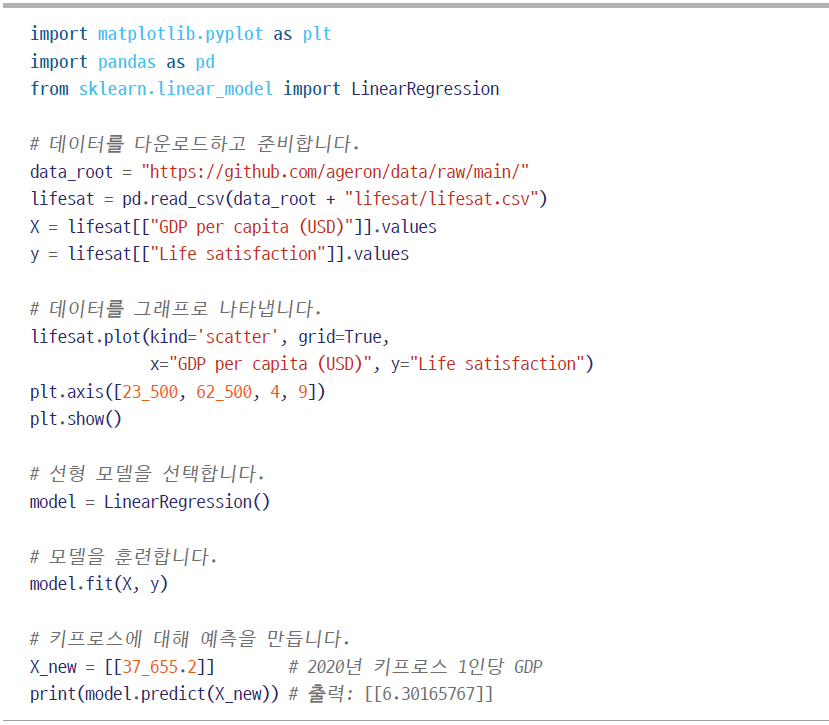 import matplotlib.pyplot as plt
import pandas as pd
from sklearn.linear_model import LinearRegression

# 데이터를 다운로드하고 준비합니다.
data_root = "https://github.com/ageron/data/raw/main/"
lifesat = pd.read_csv(data_root + "lifesat/lifesat.csv")
X = lifesat[["GDP per capita (USD)"]].values
y = lifesat[["Life satisfaction"]].values

# 데이터를 그래프로 나타냅니다.
lifesat.plot(kind='scatter', grid=True,
             x="GDP per capita (USD)", y="Life satisfaction")
plt.axis([23_500, 62_500, 4, 9])
plt.show()

# 선형 모델을 선택합니다.
model = LinearRegression()

# 모델을 훈련합니다.
model.fit(X, y)

# 키프로스에 대해 예측을 만듭니다.
X_new = [[37_655.2]]        # 2020년 키프로스 1인당 GDP
print(model.predict(X_new)) # 출력: [[6.30165767]]